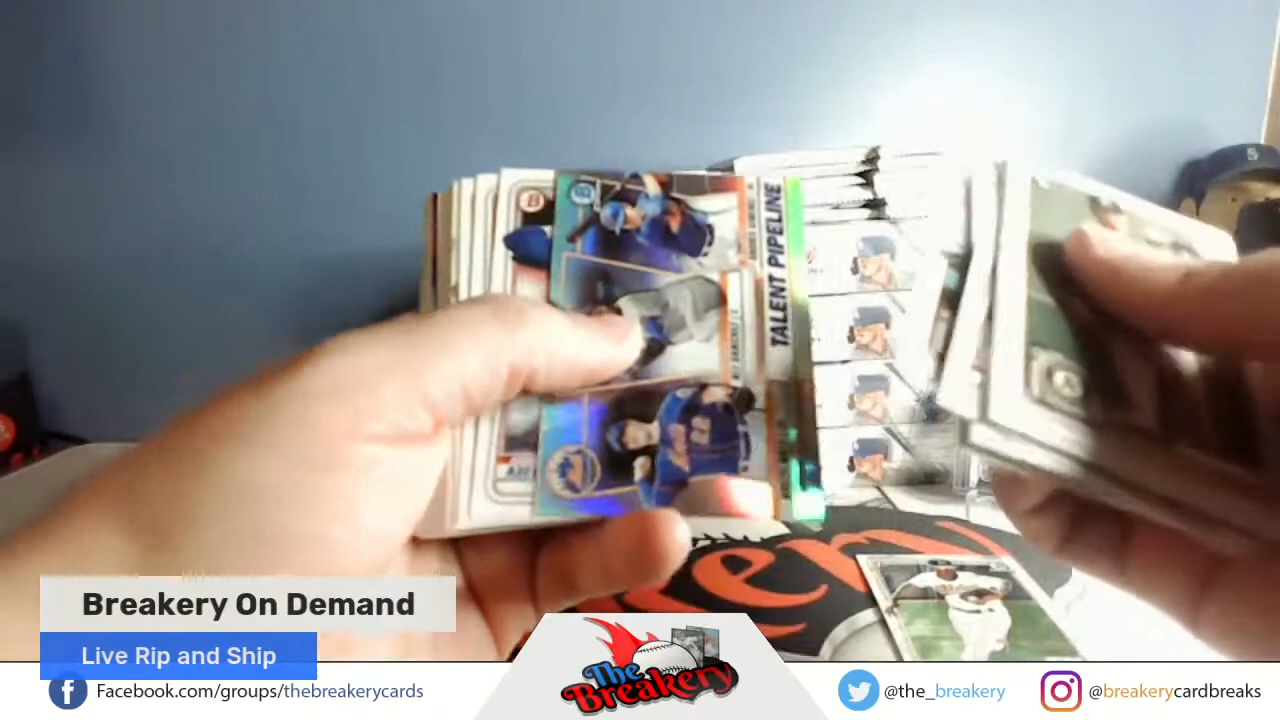 TALENT PIPELINE
Breakery On Demand
Live Rip and Ship
Facebook.com/groups/thebreakerycards
The
Breakery
@the_breakery
@breakerycardbreaks